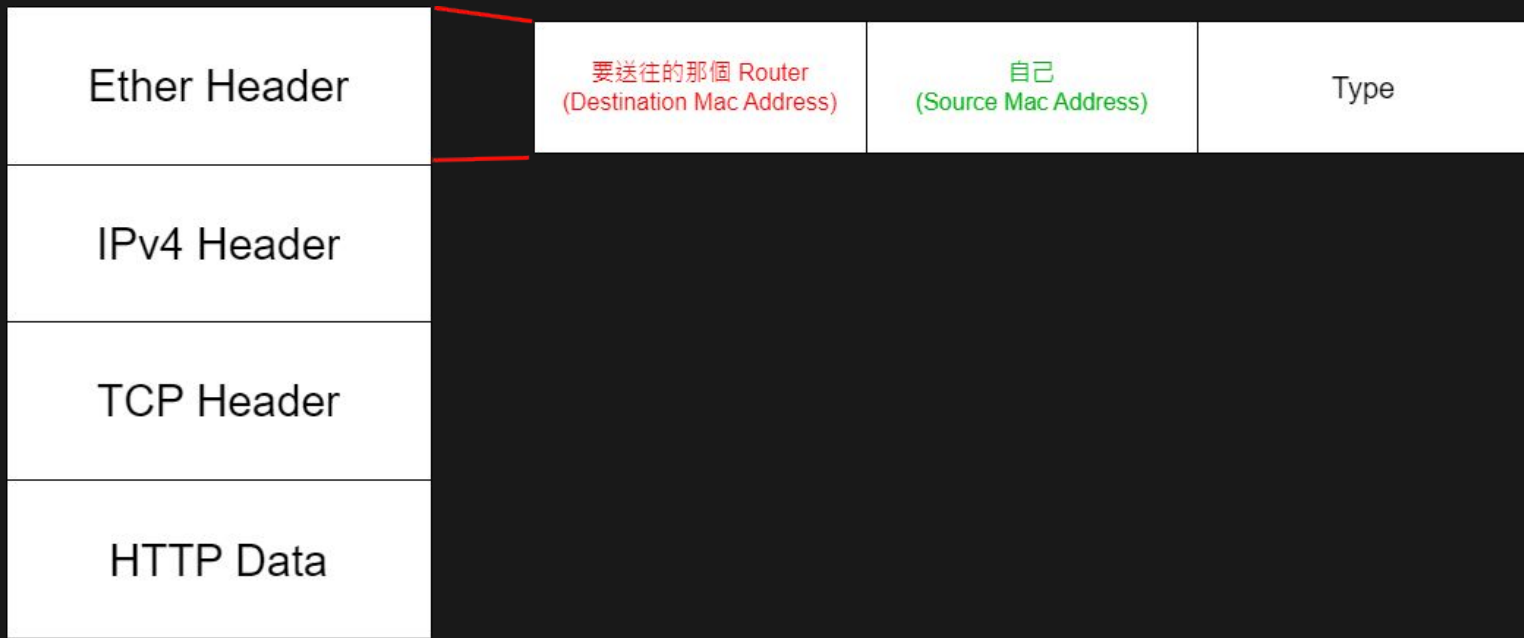 Ether Header
要送往的那個 Router
(Destination Mac Address)
自己
(Source Mac Address)
Type
IPv4 Header
TCP Header
HTTP Data